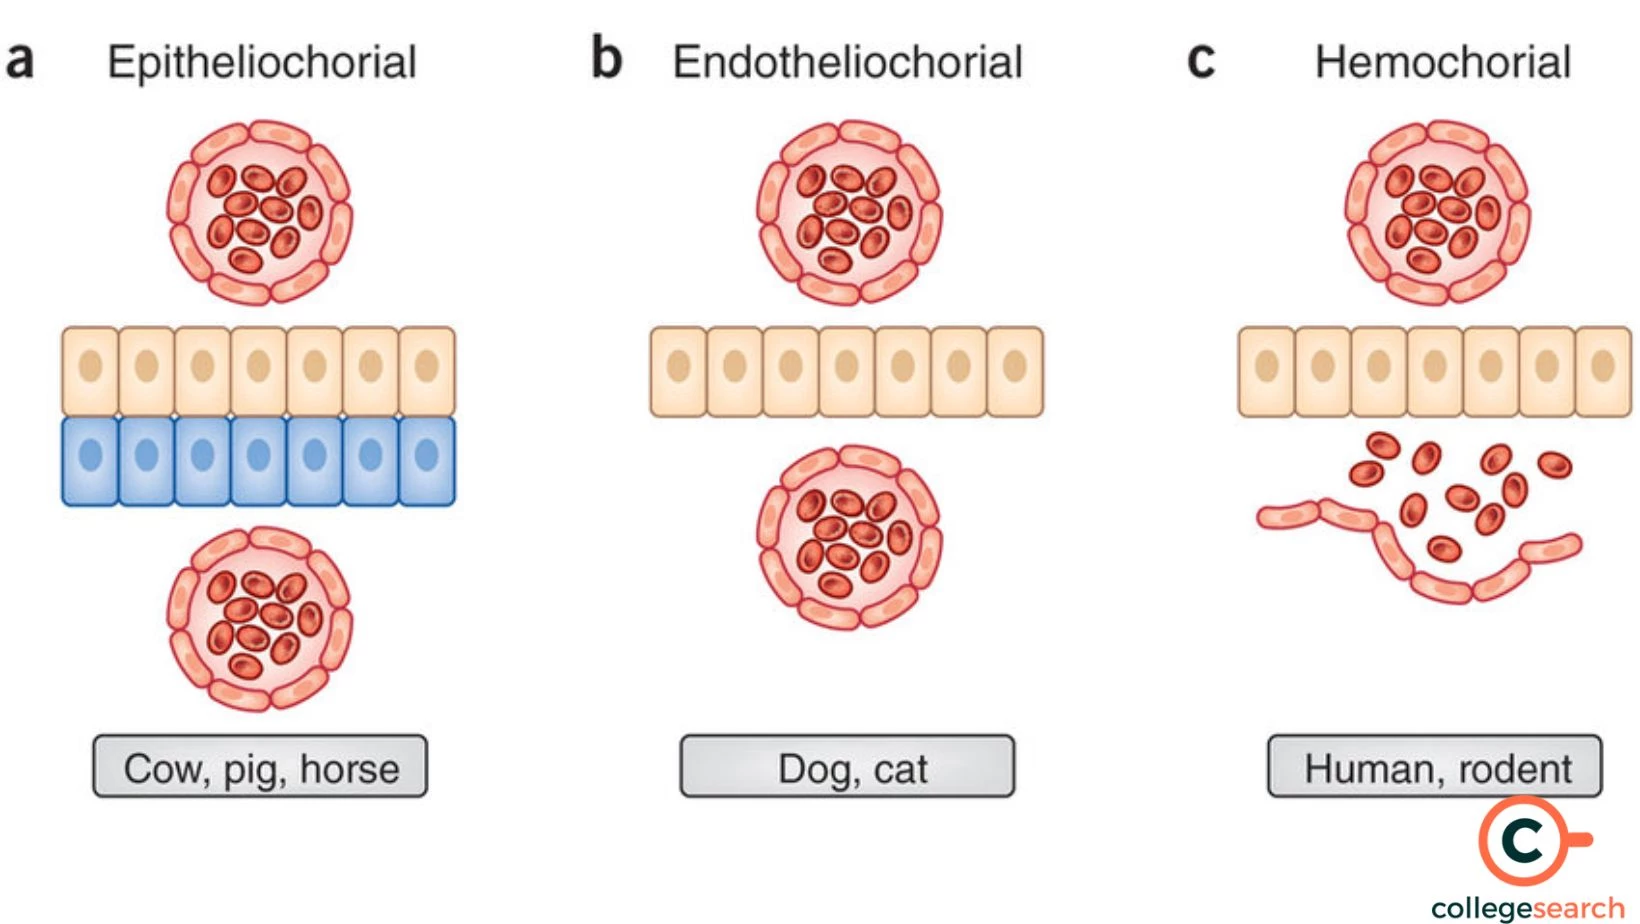 a Epitheliochorial
b Endotheliochorial
c Hemochorial
Cow, pig, horse
Dog, cat
Human, rodent
C
collegesearch